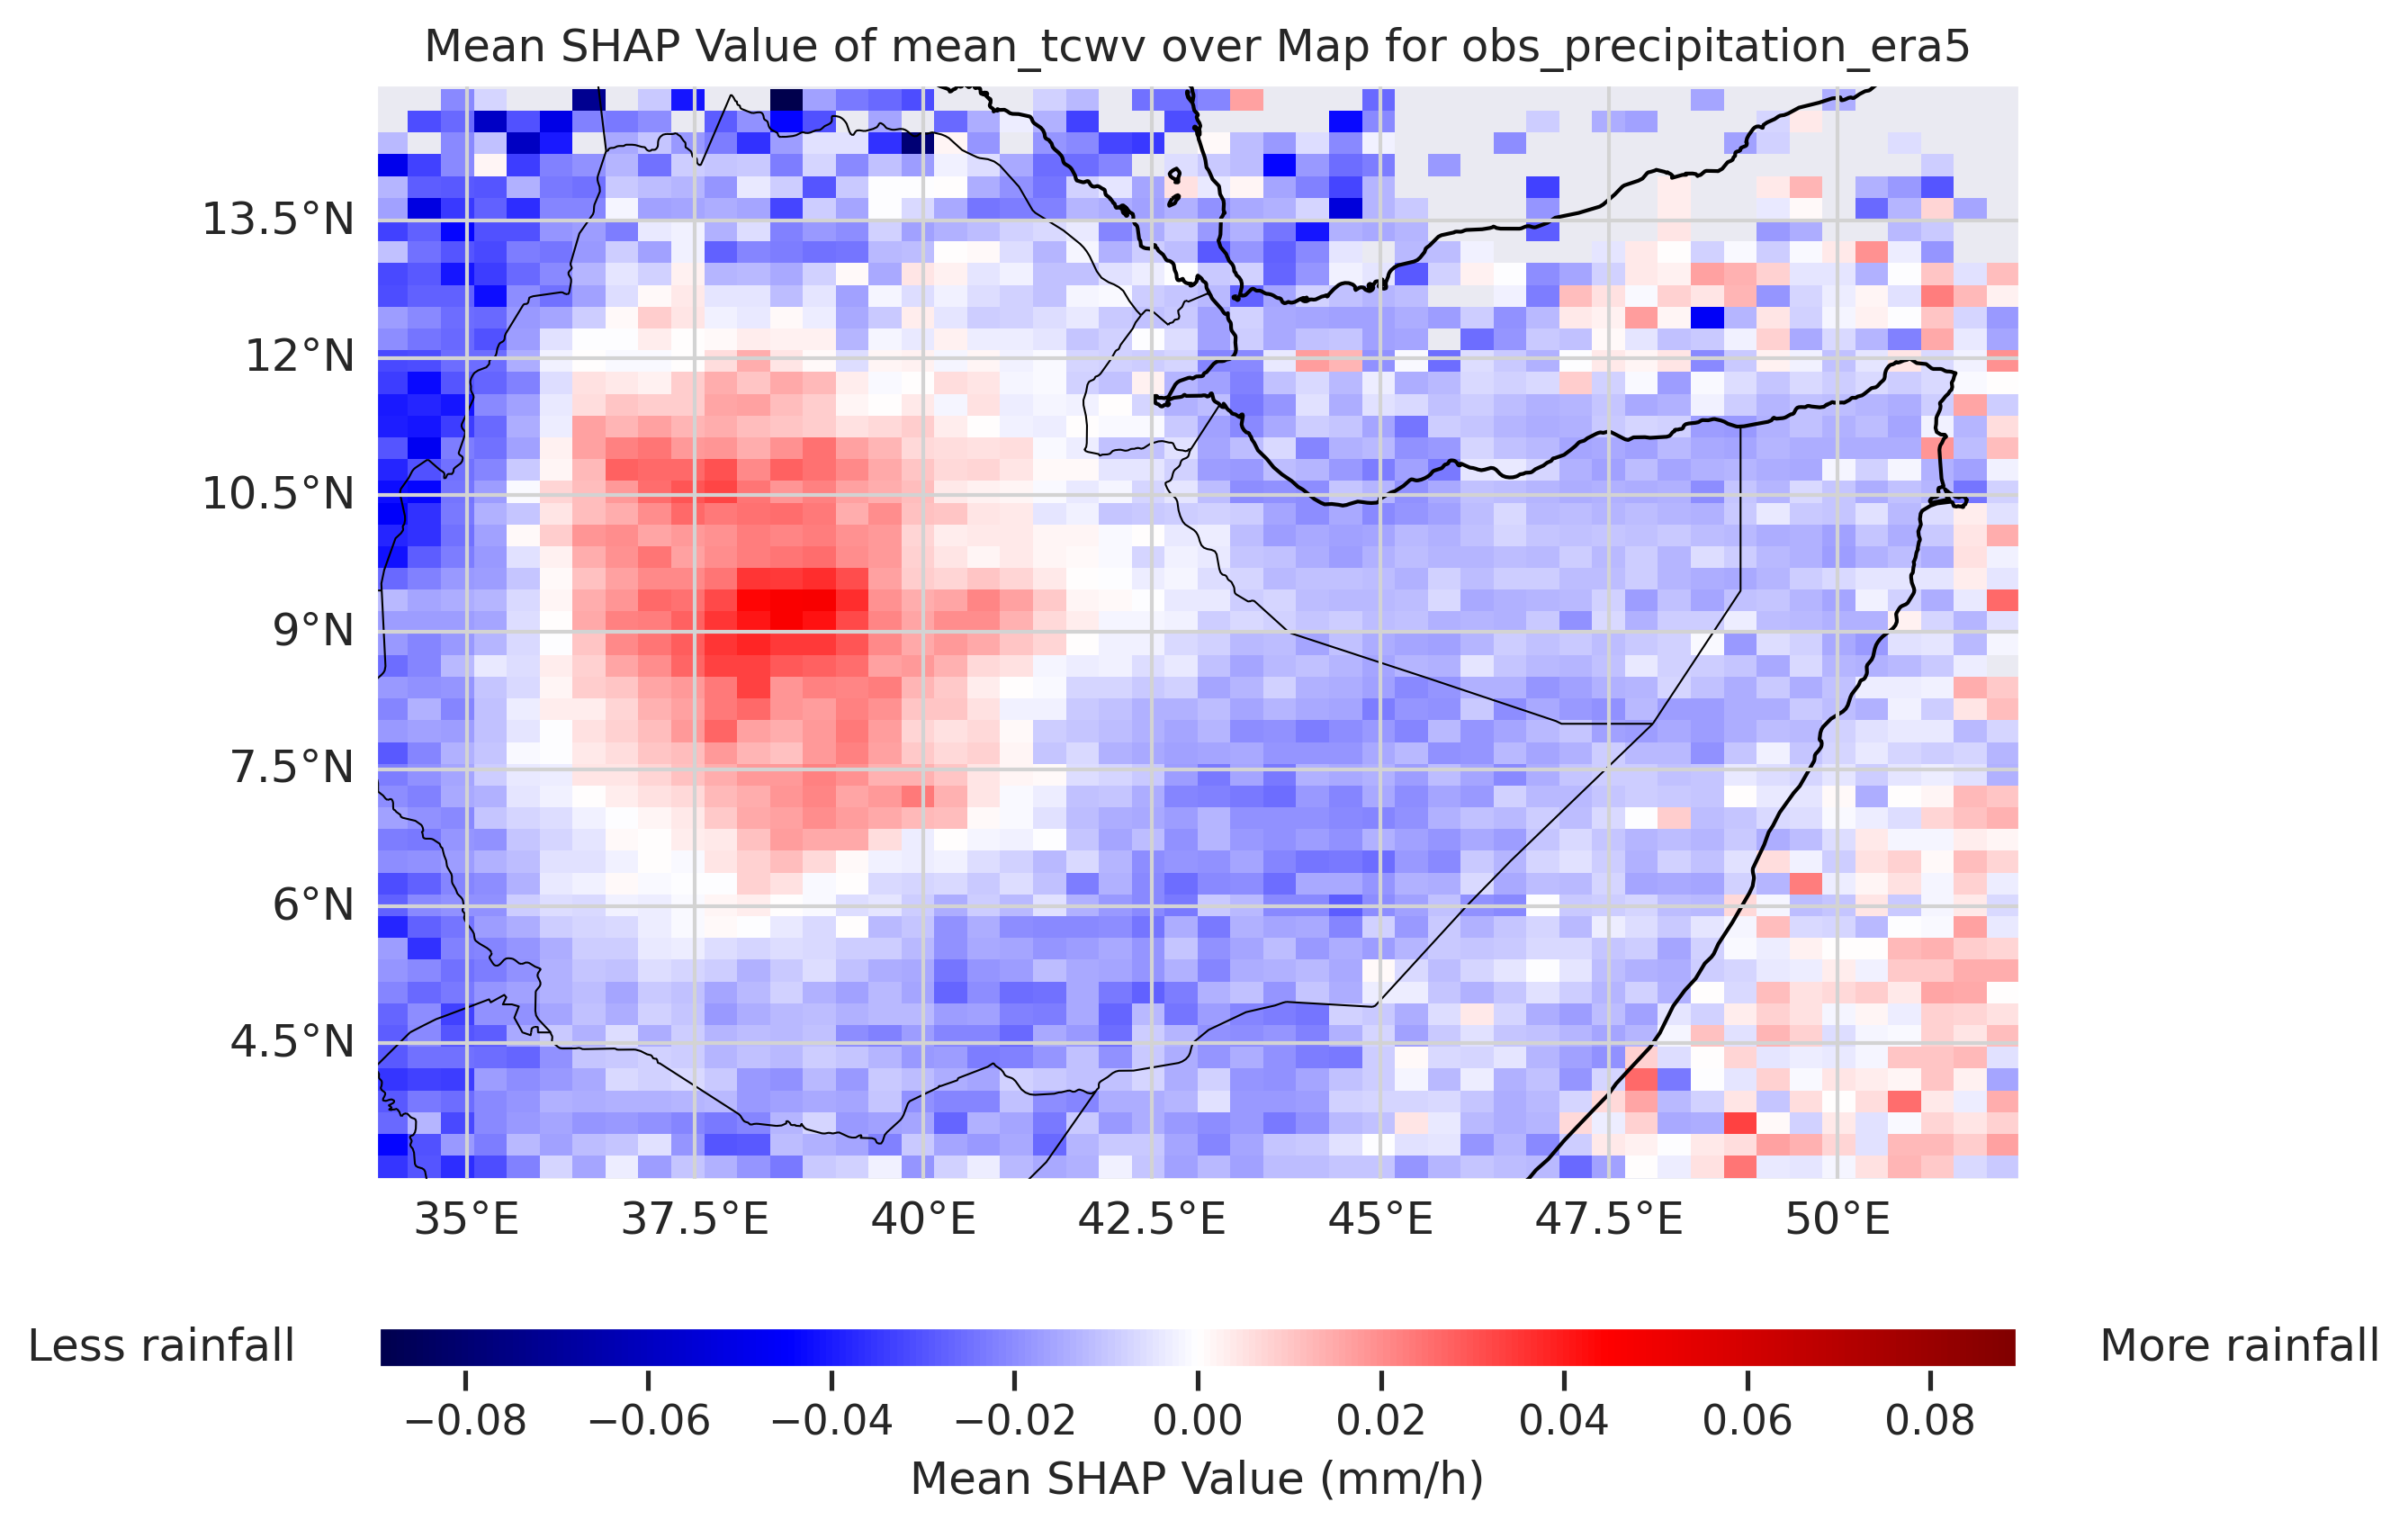 Mean SHAP Value of mean_tcwv over Map for obs_precipitation_era5
13.5°N
12°N
10.5°N
9°N
7.5°N
6°N
4.5°N
35°E 37.5°E 40°E 42.5°E 45°E 47.5°E 50°E
Less rainfall More rainfall
−0.08 −0.06 −0.04 −0.02 0.00 0.02 0.04 0.06 0.08
Mean SHAP Value (mm/h)